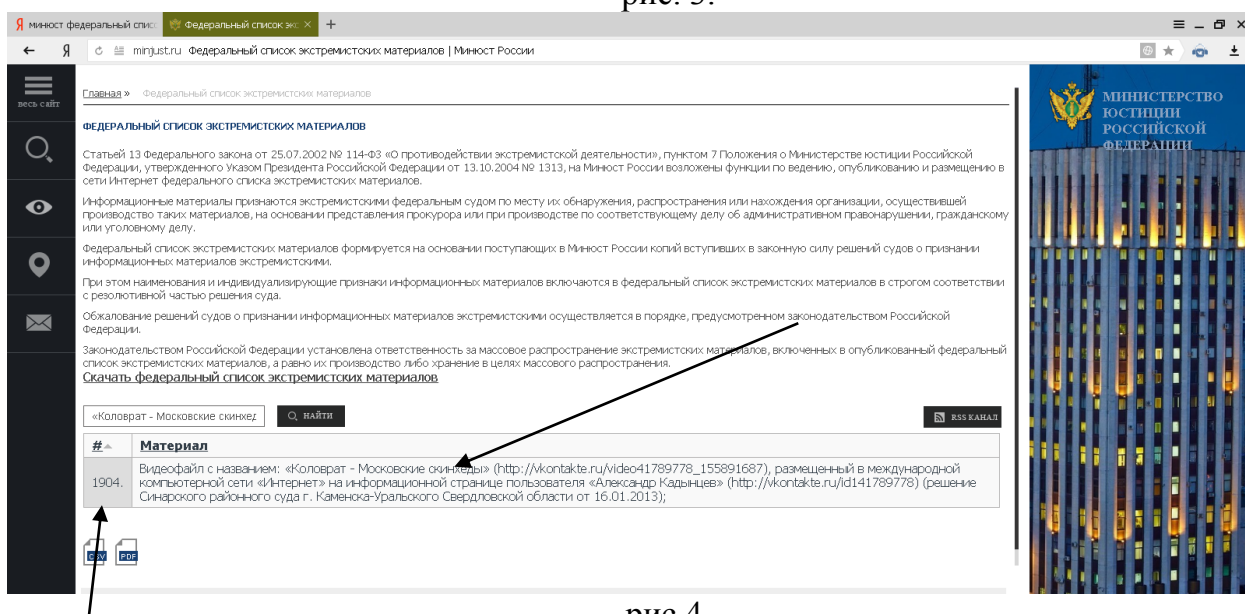 рис. 3.
Я минюст федеральный списо
Федеральный список экс × +
Я minjust.ru Федеральный список экстремистских материалов | Минюст России
весь сайт
Главная » Федеральный список экстремистских материалов
МИНИСТЕРСТВО
ЮСТИЦИИ
РОССИЙСКОЙ
ФЕДЕРАЦИИ
ФЕДЕРАЛЬНЫЙ СПИСОК ЭКСТРЕМИСТСКИХ МАТЕРИАЛОВ
Статьей 13 Федерального закона от 25.07.2002 № 114-ФЗ «О противодействии экстремистской деятельности», пунктом 7 Положения о Министерстве юстиции Российской
Федерации, утвержденного Указом Президента Российской Федерации от 13.10.2004 № 1313, на Минюст России возложены функции по ведению, опубликованию и размещению в
сети Интернет федерального списка экстремистских материалов.
Информационные материалы признаются экстремистскими федеральным судом по месту их обнаружения, распространения или нахождения организации, осуществившей
производство таких материалов, на основании представления прокурора или при производстве по соответствующему делу об административном правонарушении, гражданскому
или уголовному делу.
Федеральный список экстремистских материалов формируется на основании поступающих в Минюст России копий вступивших в законную силу решений судов о признании
информационных материалов экстремистскими.
При этом наименования и индивидуализирующие признаки информационных материалов включаются в федеральный список экстремистских материалов в строгом соответствии
с резолютивной частью решения суда.
Обжалование решений судов о признании информационных материалов экстремистскими осуществляется в порядке, предусмотренном законодательством Российской
Федерации.
Законодательством Российской Федерации установлена ответственность за массовое распространение экстремистских материалов, включенных в опубликованный федеральный
список экстремистских материалов, а равно их производство либо хранение в целях массового распространения.
Скачать федеральный список экстремистских материалов
«Коловрат - Московские скинхед НАЙТИ RSS КАНАЛ
# Материал
1904. Видеофайл с названием: «Коловрат - Московские скинхеды» (http://vkontakte.ru/video41789778_155891687), размещенный в международной
компьютерной сети «Интернет» на информационной странице пользователя «Александр Кадынцев» (http://vkontakte.ru/id141789778) (решение
Синарского районного суда г. Каменска-Уральского Свердловской области от 16.01.2013);
CSV PDF
рис 4